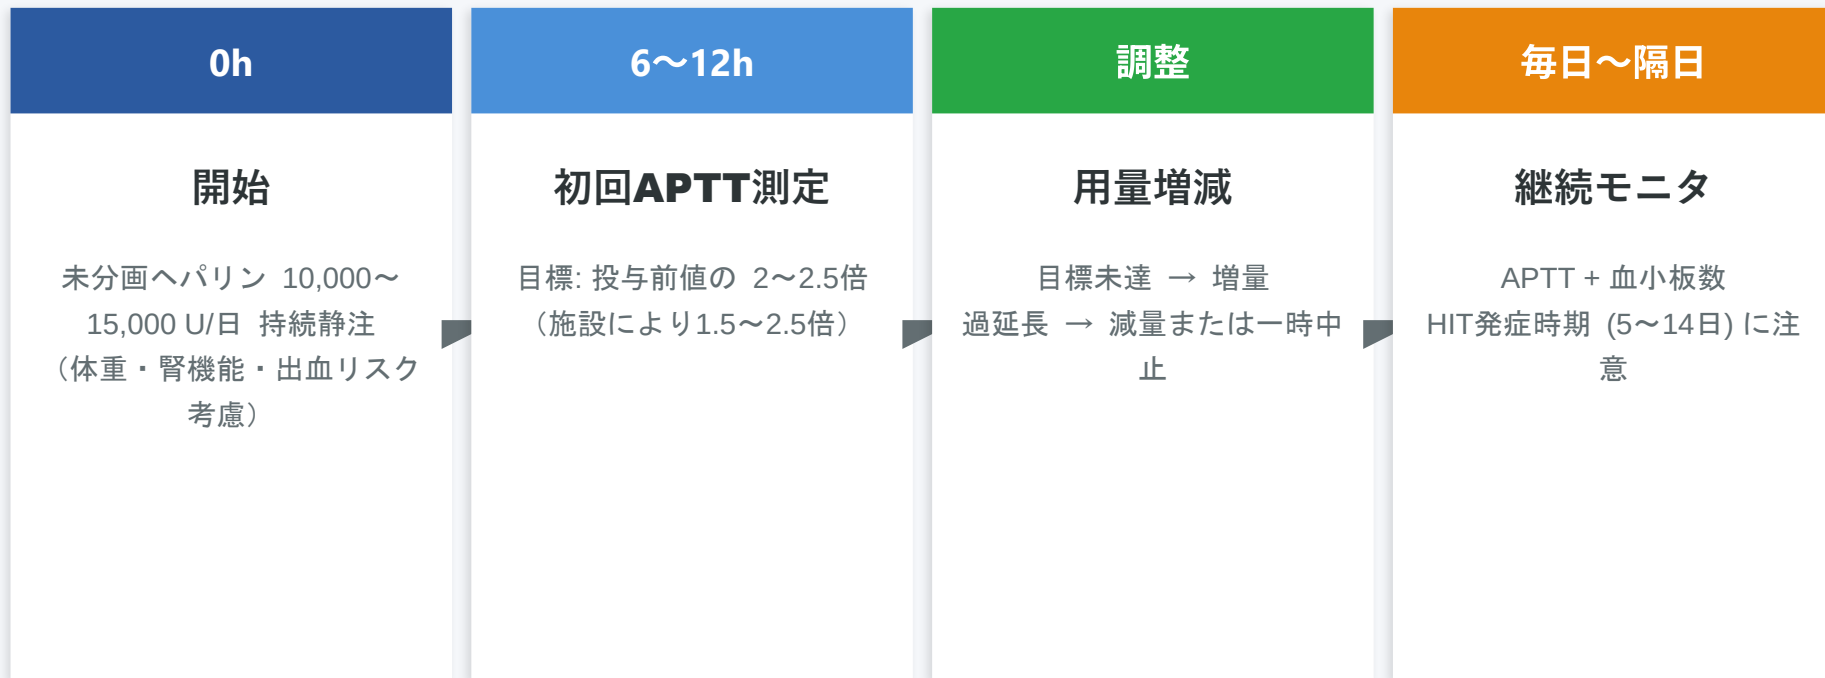 0h
開始
未分画ヘパリン 10,000〜
15,000 U/日 持続静注
（体重・腎機能・出血リスク
考慮）
6〜12h
初回APTT測定
目標: 投与前値の 2〜2.5倍
（施設により1.5〜2.5倍）
調整
用量増減
目標未達 → 増量
過延長 → 減量または一時中
止
毎日〜隔日
継続モニタ
APTT + 血小板数
HIT発症時期 (5〜14日) に注
意